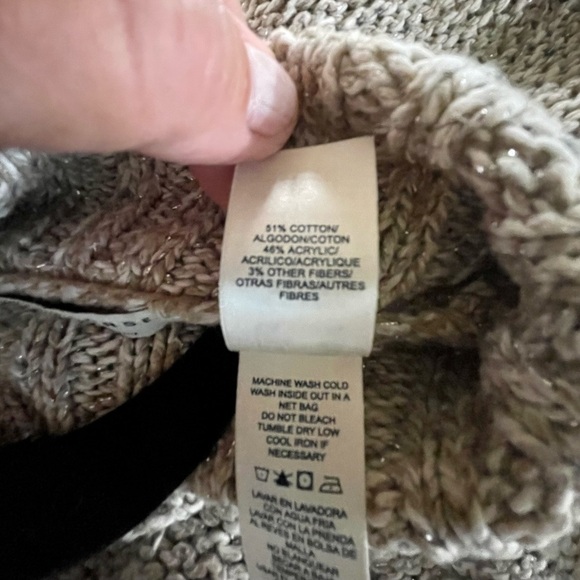 51% COTTON/
ALGODON/COTON
46% ACRYLIC/
ACRILICO/ACRYLIQUE
3% OTHER FIBERS/
OTRAS FIBRAS/AUTRES
FIBRES
MACHINE WASH COLD
WASH INSIDE OUT IN A
NET BAG
DO NOT BLEACH
TUMBLE DRY LOW
COOL IRON IF
NECESSARY
LAVAR EN LAVADORA
CON AGUA FRIA
LAVAR CON LA PRENDA
AL REVES EN BOLSA DE
MALLA
NO BLANQUEAR